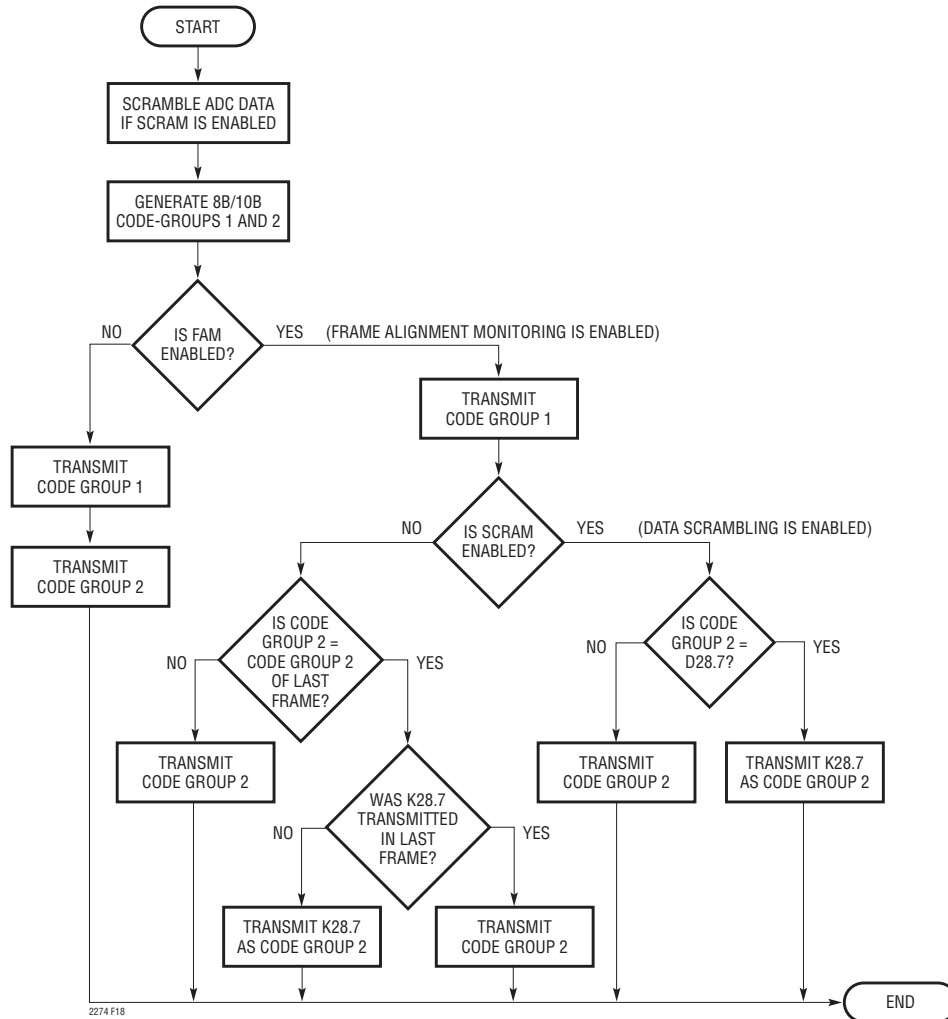 START
SCRAMBLE ADC DATA
IF SCRAM IS ENABLED
GENERATE 8B/10B
CODE-GROUPS 1 AND 2
IS FAM
ENABLED?
NO
YES
(FRAME ALIGNMENT MONITORING IS ENABLED)
TRANSMIT
CODE GROUP 1
TRANSMIT
CODE GROUP 2
TRANSMIT
CODE GROUP 1
IS SCRAM
ENABLED?
NO
YES
(DATA SCRAMBLING IS ENABLED)
IS CODE
GROUP 2 =
CODE GROUP 2
OF LAST
FRAME?
NO
YES
TRANSMIT
CODE GROUP 2
WAS K28.7
TRANSMITTED
IN LAST
FRAME?
NO
YES
TRANSMIT K28.7
AS CODE GROUP 2
TRANSMIT
CODE GROUP 2
IS CODE
GROUP 2 =
D28.7?
NO
YES
TRANSMIT
CODE GROUP 2
TRANSMIT K28.7
AS CODE GROUP 2
END
2274 F18